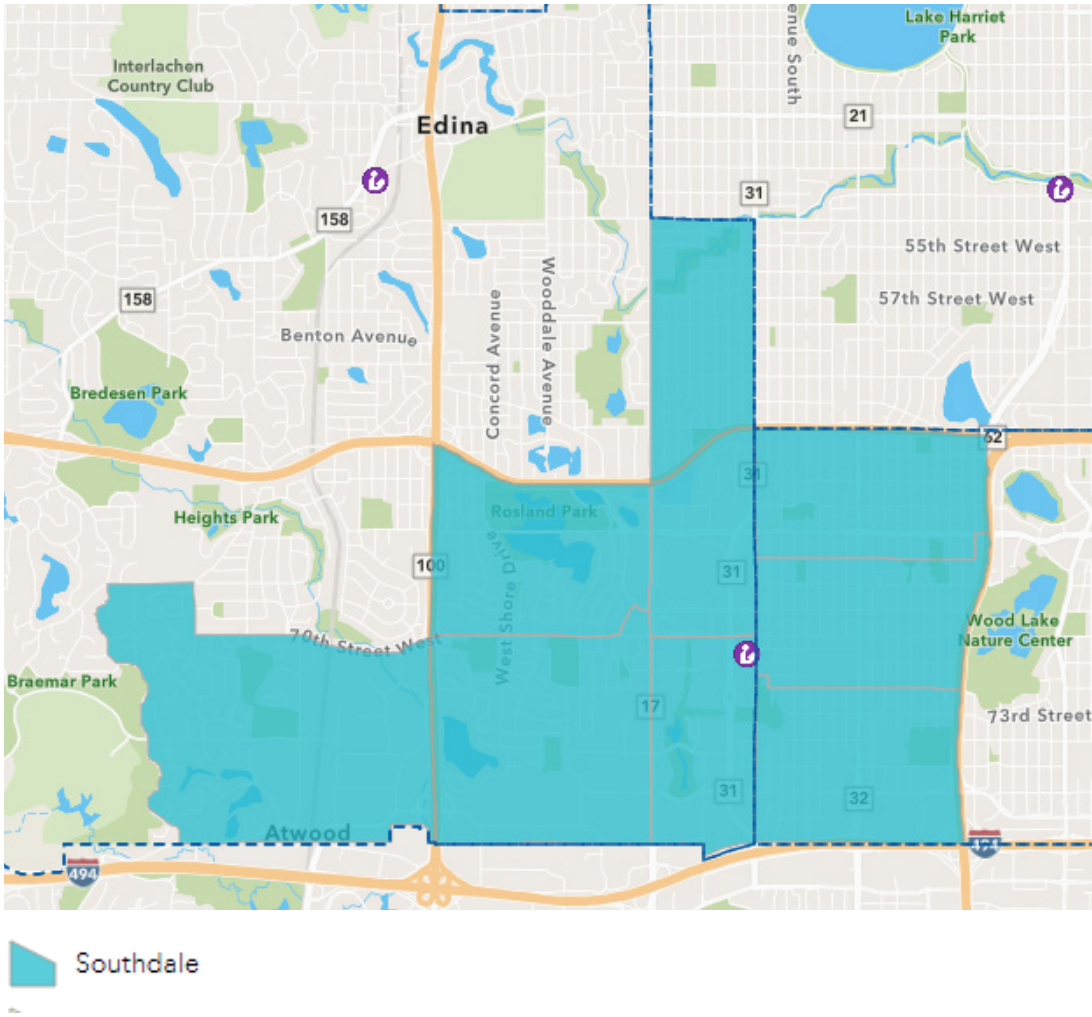 Lake Harriet
Park
enue South
Interlachen
Country Club
21
Edina
31
158
55th Street West
57th Street West
158
Benton Avenue
Concord Avenue
Wooddale Avenue
Bredesen Park
62
31
Rosland Park
Heights Park
100
31
West Shore Drive
70th Street West
Wood Lake
Nature Center
Braemar Park
17
73rd Street
31
32
Atwood
494
494
Southdale